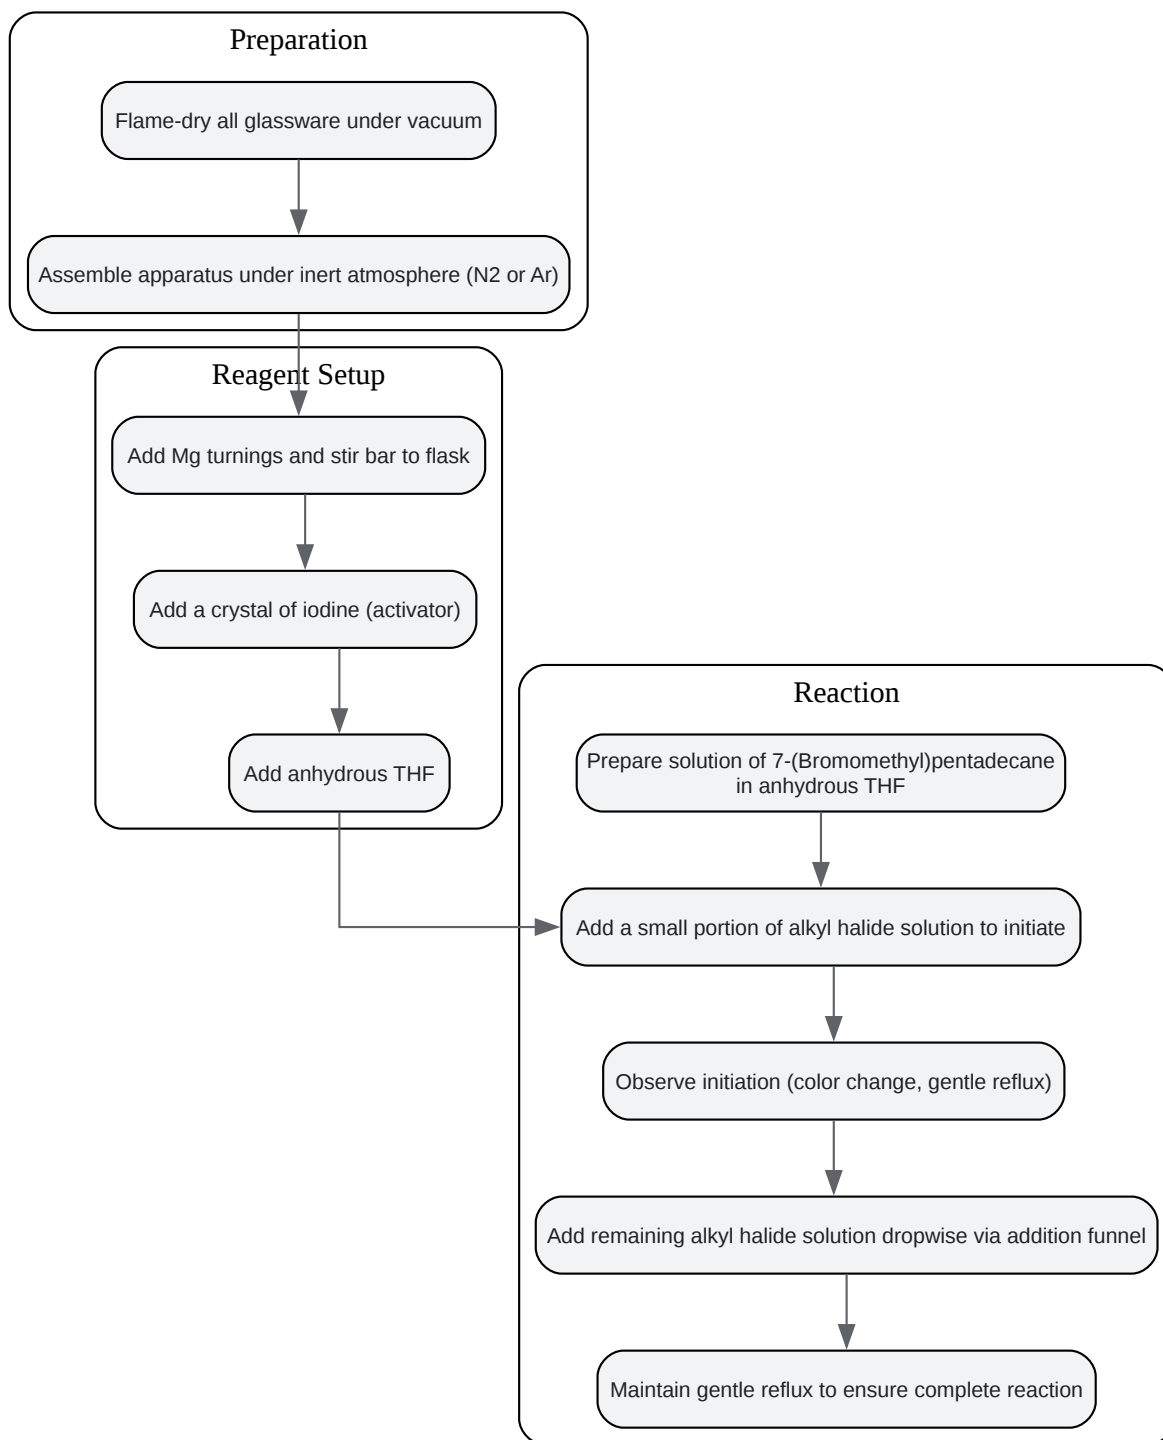 Preparation
Flame-dry all glassware under vacuum
Assemble apparatus under inert atmosphere (N2 or Ar)
Reagent Setup
Add Mg turnings and stir bar to flask
Add a crystal of iodine (activator)
Add anhydrous THF
Reaction
Prepare solution of 7-(Bromomethyl)pentadecane
in anhydrous THF
Add a small portion of alkyl halide solution to initiate
Observe initiation (color change, gentle reflux)
Add remaining alkyl halide solution dropwise via addition funnel
Maintain gentle reflux to ensure complete reaction